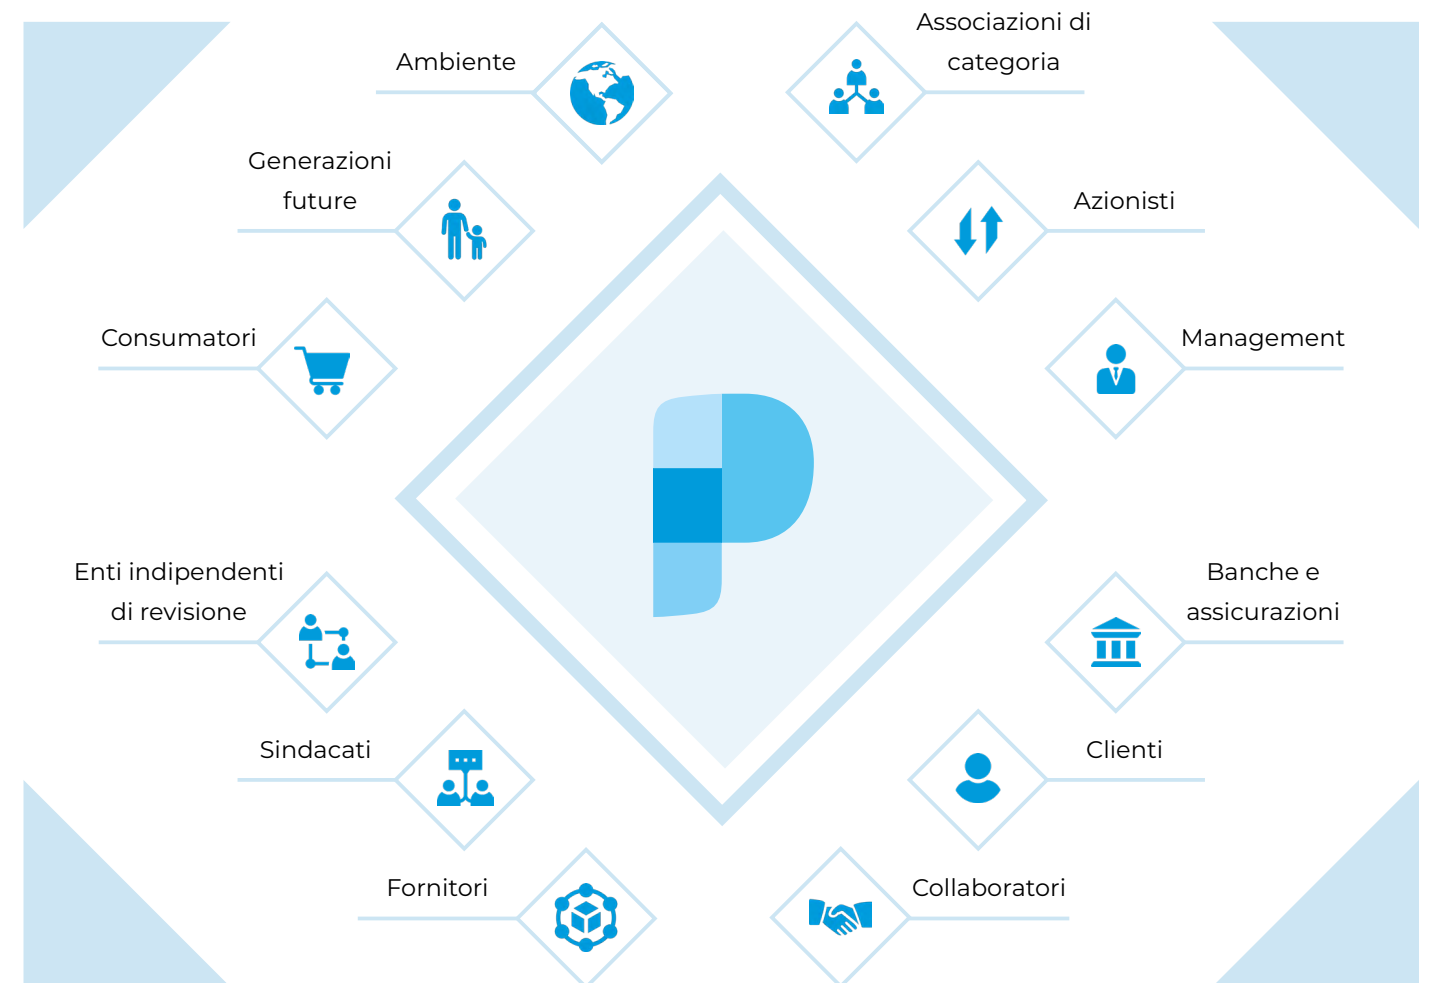 Ambiente
Associazioni di
categoria
Generazioni
future
Azionisti
Consumatori
Management
Enti indipendenti
di revisione
Banche e
assicurazioni
Sindacati
Clienti
Fornitori
Collaboratori